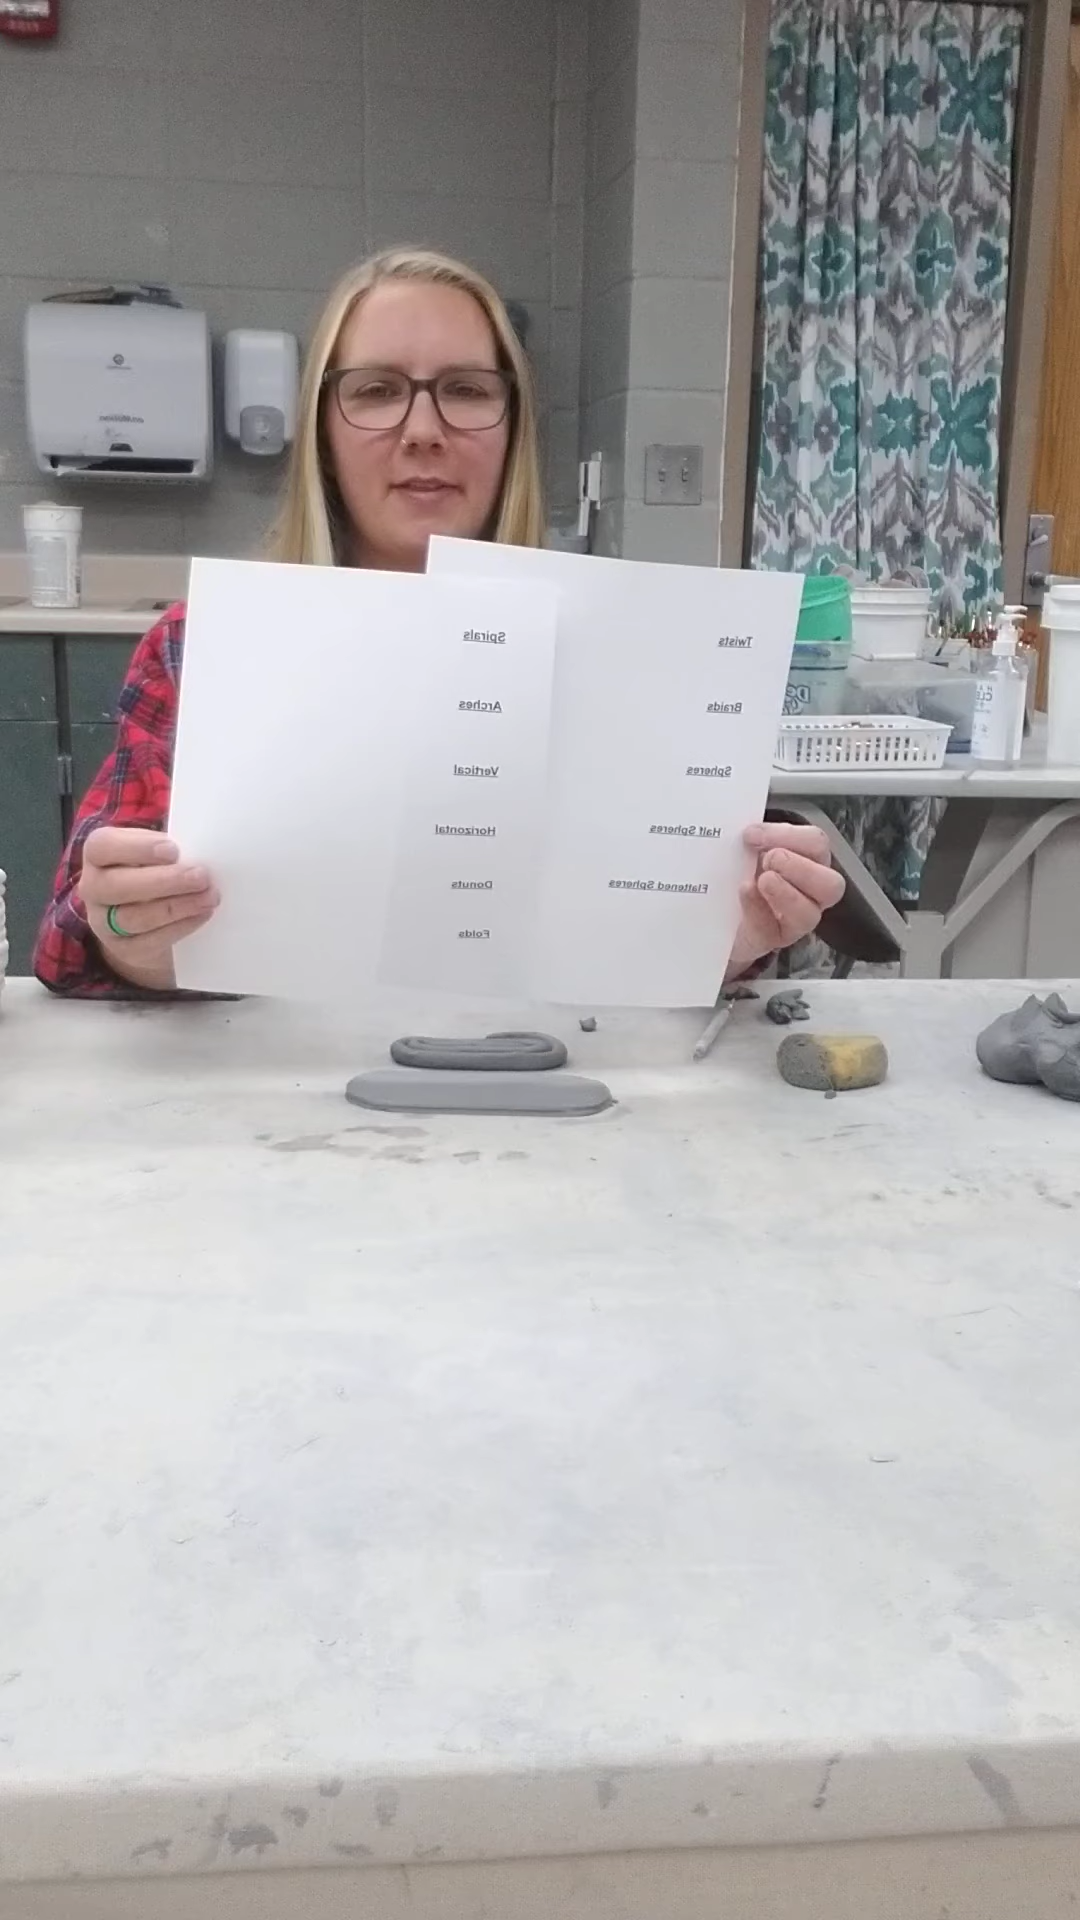 Spirals
Arches
Vertical
Horizontal
Donuts
Folds
Twists
Braids
Spheres
Half Spheres
Flattened Spheres